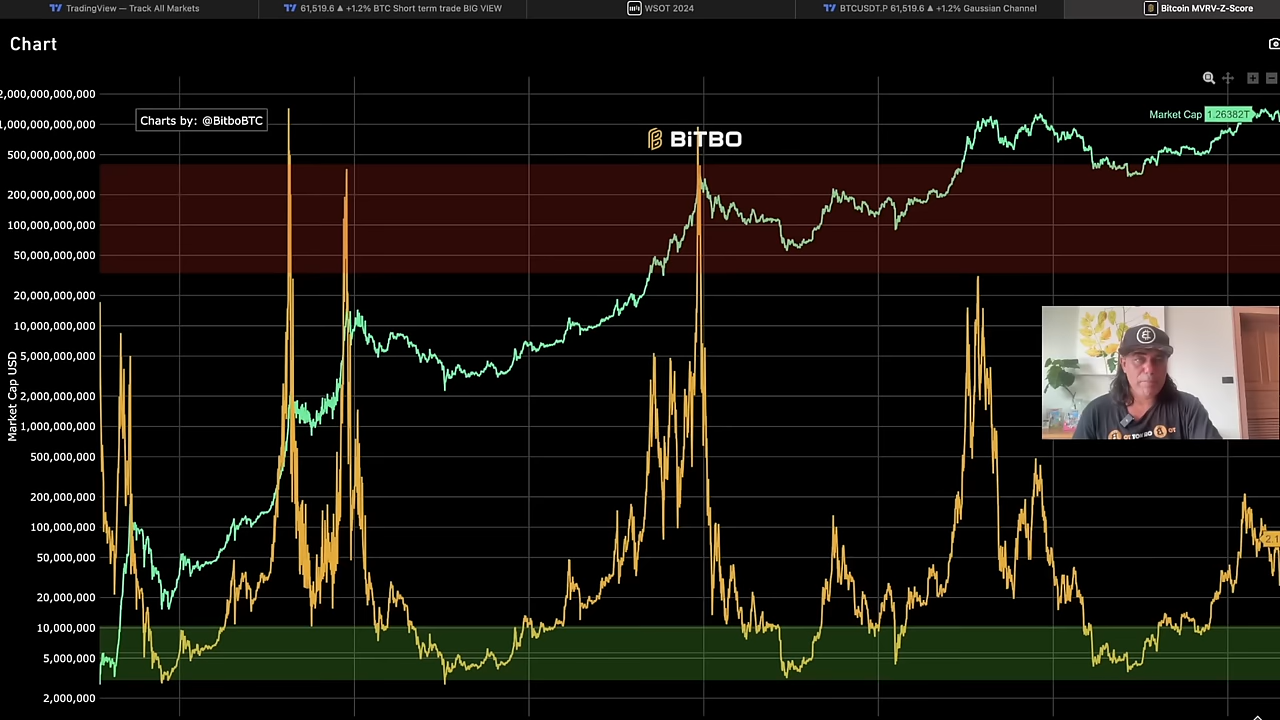 TradingView — Track All Markets
61,519.6 ▲ +1.2% BTC Short term trade BIG VIEW
WSOT 2024
BTCUSDT.P 61,519.6 ▲ +1.2% Gaussian Channel
Bitcoin MVRV-Z-Score
Chart
2,000,000,000,000
Charts by: @BitboBTC
Market Cap 1.26382T
1,000,000,000,000
BiTBO
500,000,000,000
200,000,000,000
100,000,000,000
50,000,000,000
20,000,000,000
10,000,000,000
5,000,000,000
2,000,000,000
1,000,000,000
Market Cap USD
500,000,000
200,000,000
100,000,000
2.1
50,000,000
20,000,000
10,000,000
5,000,000
2,000,000